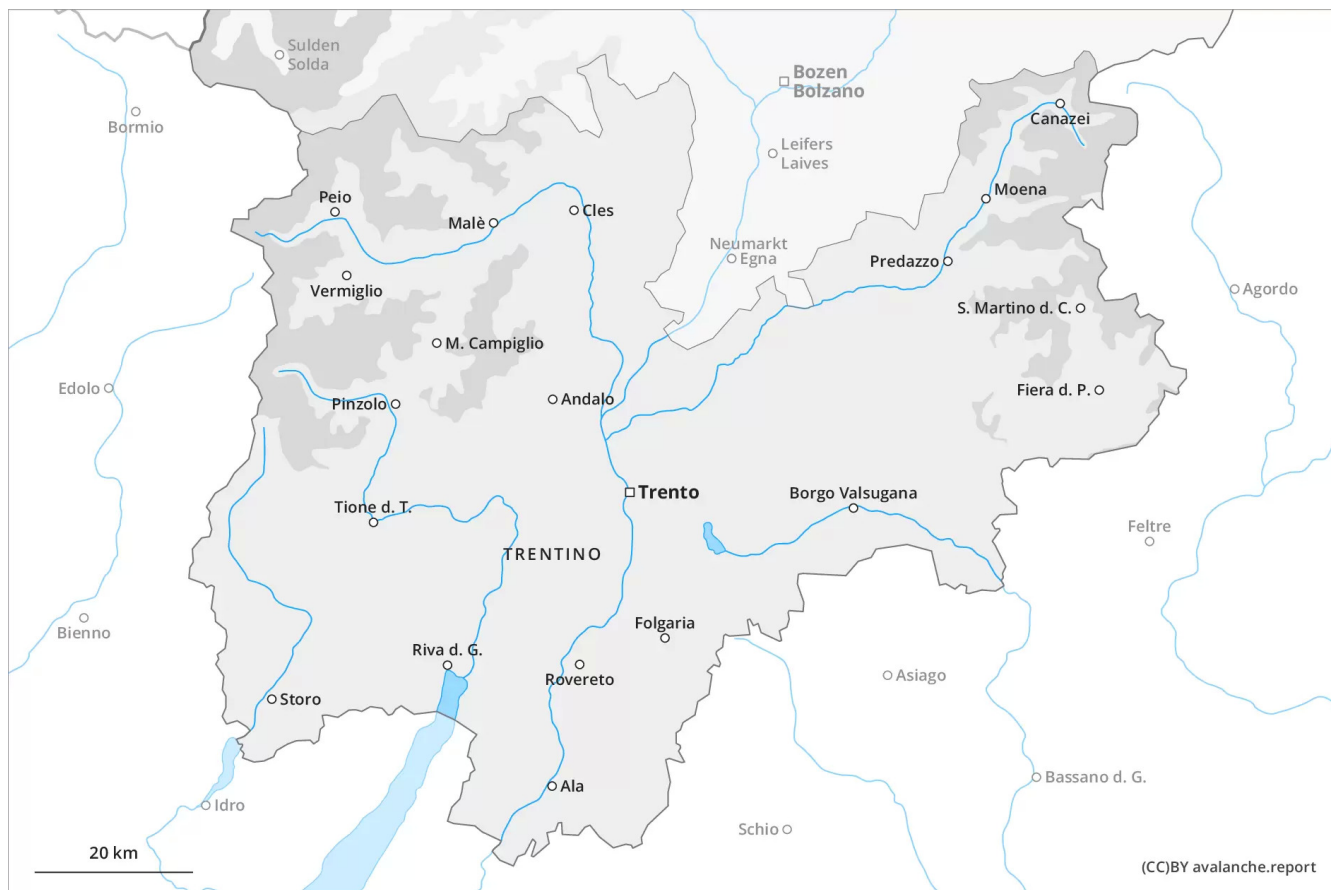 Sulden
Solda
Bozen
Bolzano
Bormio
Canazei
Leifers
Laives
Moena
Peio
Malè
Cles
Neumarkt
Egna
Predazzo
Vermiglio
Agordo
S. Martino d. C.
M. Campiglio
Edolo
Fiera d. P.
Pinzolo
Andalo
Trento
Borgo Valsugana
Tione d. T.
Feltre
TRENTINO
Bienno
Folgaria
Riva d. G.
Asiago
Rovereto
Storo
Bassano d. G.
Ala
Idro
Schio
20 km
(CC)BY avalanche.report